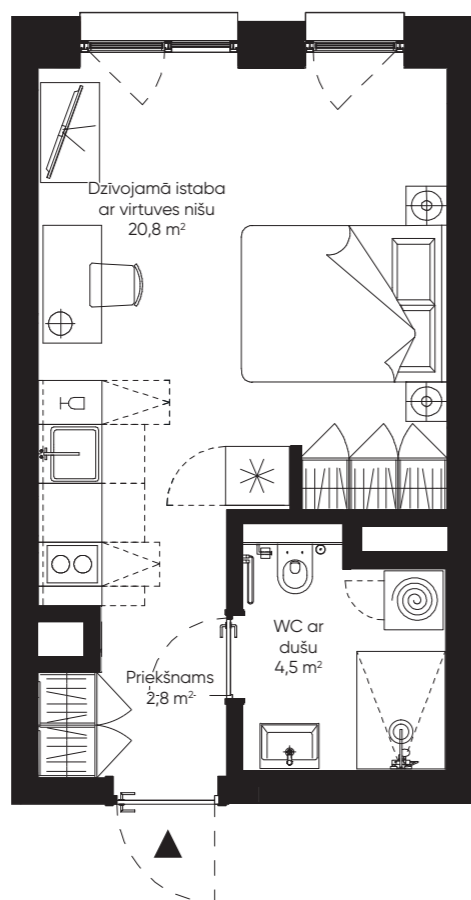 Dzīvojamā istaba
ar virtuves nišu
20,8 m²
WC ar
dušu
4,5 m²
Priekšnams
2,8 m²